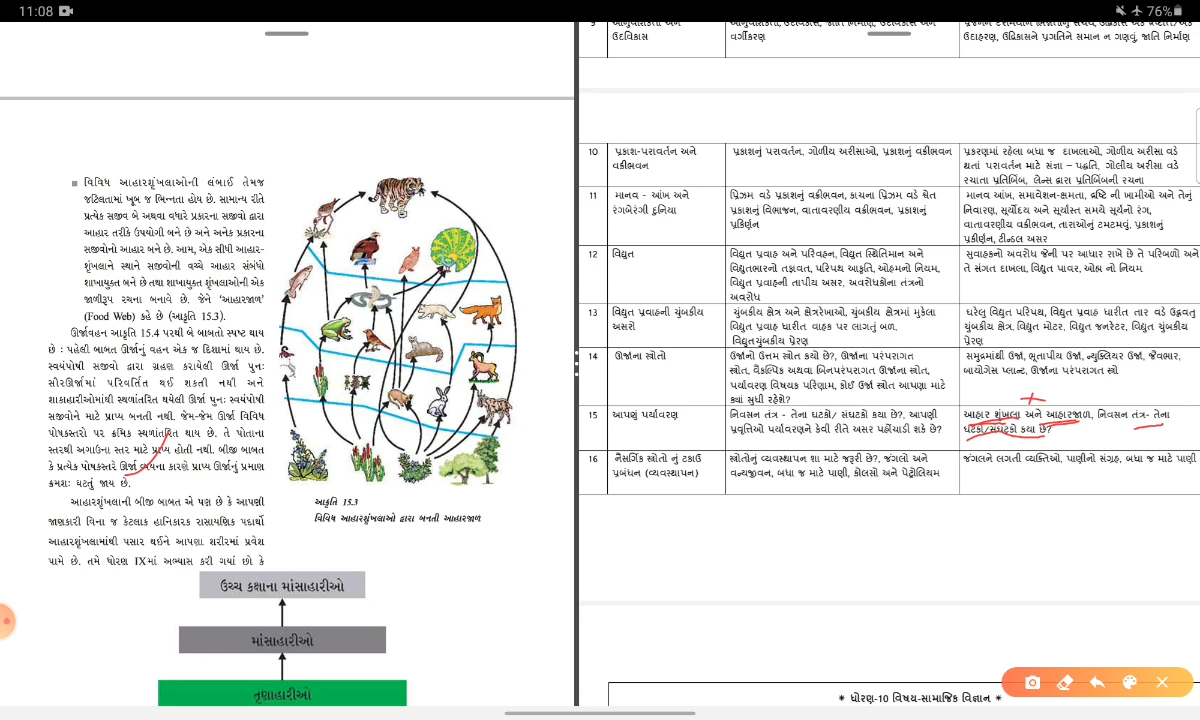 11:08
76%
■ વિવિધ આહારશૃંખલાઓની લંબાઈ તેમજ
જટિલતામાં ખૂબ જ ભિન્નતા હોય છે. સામાન્ય રીતે
પ્રત્યેક સજીવ બે અથવા વધારે પ્રકારના સજીવો દ્વારા
આહાર તરીકે ઉપયોગી બને છે અને અનેક પ્રકારના
સજીવોનો આહાર બને છે. આમ, એક સીધી આહાર-
શૃંખલાને સ્થાને સજીવોની વચ્ચે આહાર સંબંધો
શાખાયુક્ત બને છે તથા શાખાયુક્ત શૃંખલાઓની એક
જાળીરૂપ રચના બનાવે છે. જેને ‘આહારજાળ’
(Food Web) કહે છે (આકૃતિ 15.3).
ઊર્જાવહન આકૃતિ 15.4 પરથી બે બાબતો સ્પષ્ટ થાય
છે : પહેલી બાબત ઊર્જાનું વહન એક જ દિશામાં થાય છે.
સ્વયંપોષી સજીવો દ્વારા ગ્રહણ કરાયેલી ઊર્જા પુનઃ
સૌરઊર્જામાં પરિવર્તિત થઈ શકતી નથી અને
શાકાહારીઓમાંથી સ્થળાંતરિત થયેલી ઊર્જા પુનઃ સ્વયંપોષી
સજીવોને માટે પ્રાપ્ય બનતી નથી. જેમ-જેમ ઊર્જા વિવિધ
પોષકસ્તરો પર ક્રમિક સ્થળાંતરિત થાય છે. તે પોતાના
સ્તરથી અગાઉના સ્તર માટે પ્રાપ્ય હોતી નથી. બીજી બાબત
કે પ્રત્યેક પોષકસ્તરે ઊર્જા વ્યયના કારણે પ્રાપ્ય ઊર્જાનું પ્રમાણ
ક્રમશઃ ઘટતું જાય છે.
આહારશૃંખલાની બીજી બાબત એ પણ છે કે આપણી
જાણકારી વિના જ કેટલાક હાનિકારક રાસાયણિક પદાર્થો
આહારશૃંખલામાંથી પસાર થઈને આપણા શરીરમાં પ્રવેશ
પામે છે. તમે ધોરણ IXમાં અભ્યાસ કરી ગયાં છો કે
આકૃતિ 15.3
વિવિધ આહારશૃંખલાઓ દ્વારા બનતી આહારજાળ
ઉચ્ચ કક્ષાના માંસાહારીઓ
માંસાહારીઓ
તૃણાહારીઓ
ઉદવિકાસ
વર્ગીકરણ
ઉદાહરણ, ઉદ્વિકાસને પ્રગતિને સમાન ન ગણવું, જાતિ નિર્માણ
10 પ્રકાશ-પરાવર્તન અને પ્રકાશનું પરાવર્તન, ગોળીય અરીસાઓ, પ્રકાશનું વક્રીભવન પ્રકરણમાં રહેલા બધા જ દાખલાઓ, ગોળીય અરીસા વડે
વક્રીભવન થતાં પરાવર્તન માટે સંજ્ઞા – પદ્ધતિ, ગોલીય અરીસા વડે
રચાતા પ્રતિબિંબ, લેન્સ દ્વારા પ્રતિબિંબની રચના
11 માનવ - આંખ અને પ્રિઝમ વડે પ્રકાશનું વક્રીભવન, કાચના પ્રિઝમ વડે શ્વેત માનવ આંખ, સમાવેશન-ક્ષમતા, દ્રષ્ટિ ની ખામીઓ અને તેનું
રંગબેરંગી દુનિયા પ્રકાશનું વિભાજન, વાતાવરણીય વક્રીભવન, પ્રકાશનું નિવારણ, સૂર્યોદય અને સૂર્યાસ્ત સમયે સૂર્યનો રંગ,
પ્રકિર્ણન વાતાવરણીય વક્રીભવન, તારાઓનું ટમટમવું, પ્રકાશનું
પ્રકીર્ણન, ટીન્ડલ અસર
12 વિદ્યુત વિદ્યુત પ્રવાહ અને પરિવહન, વિદ્યુત સ્થિતિમાન અને સુવાહકનો અવરોધ જેની પર આધાર રાખે છે તે પરિબળો અને
વિદ્યુતભારનો તફાવત, પરિપથ આકૃતિ, ઓહમનો નિયમ, તે સંગત દાખલા, વિદ્યુત પાવર, ઓહ્મ નો નિયમ
વિદ્યુત પ્રવાહની તાપીય અસર, અવરોધકોના તંત્રનો
અવરોધ
13 વિદ્યુત પ્રવાહની ચુંબકીય ચુંબકીય ક્ષેત્ર અને ક્ષેત્રરેખાઓ, ચુંબકીય ક્ષેત્રમાં મુકેલા ઘરેલુ વિદ્યુત પરિપથ, વિદ્યુત પ્રવાહ ધારીત તાર વડે ઉદ્ભવતુ
અસરો વિદ્યુત પ્રવાહ ધારીત વાહક પર લાગતું બળ, ચુંબકીય ક્ષેત્ર, વિદ્યુત મોટર, વિદ્યુત જનરેટર, વિદ્યુત ચુંબકીય
વિદ્યુતચુંબકીય પ્રેરણ પ્રેરણ
14 ઊર્જાના સ્ત્રોતો ઉર્જાનો ઉત્તમ સ્ત્રોત કયો છે?, ઊર્જાના પરંપરાગત સમુદ્રમાંથી ઉર્જા, ભૂતાપીય ઉર્જા, ન્યુક્લિયર ઉર્જા, જૈવભાર,
સ્ત્રોત, વૈકલ્પિક અથવા બિનપરંપરાગત ઉર્જાના સ્ત્રોત, બાયોગેસ પ્લાન્ટ, ઊર્જાના પરંપરાગત સ્ત્રો
પર્યાવરણ વિષયક પરિણામ, કોઈ ઉર્જા સ્ત્રોત આપણા માટે
ક્યાં સુધી રહેશે?
15 આપણું પર્યાવરણ નિવસન તંત્ર - તેના ઘટકો/ સંઘટકો કયા છે?, આપણી આહાર શૃંખલા અને આહારજાળ, નિવસન તંત્ર- તેના
પ્રવૃત્તિઓ પર્યાવરણને કેવી રીતે અસર પહોંચાડી શકે છે? ઘટકો/સંઘટકો કયા છે?
16 નૈસર્ગિક સ્ત્રોતો નું ટકાઉ સ્ત્રોતોનું વ્યવસ્થાપન શા માટે જરૂરી છે?, જંગલો અને જંગલને લગતી વ્યક્તિઓ, પાણીનો સંગ્રહ, બધા જ માટે પાણી
પ્રબંધન (વ્યવસ્થાપન) વન્યજીવન, બધા જ માટે પાણી, કોલસો અને પેટ્રોલિયમ
* ધોરણ-10 વિષય-સામાજિક વિજ્ઞાન *